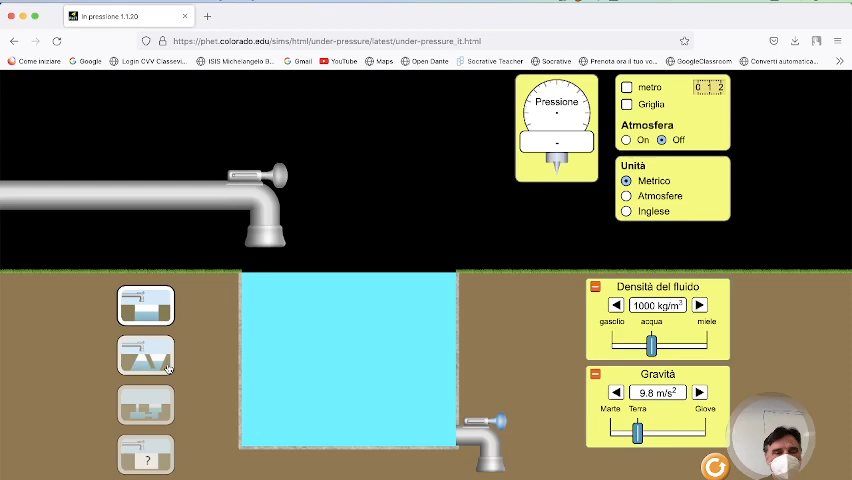 In pressione 1.1.20
https://phet.colorado.edu/sims/html/under-pressure/latest/under-pressure_it.html
Come iniziare Google Login CVV Classevi... ISIS Michelangelo B... Gmail YouTube Maps Open Dante Socrative Teacher Socrative Prenota ora il tuo v... GoogleClassroom Converti automatica...
Pressione
-
metro
0 1 2
Griglia
Atmosfera
On Off
Unità
Metrico
Atmosfere
Inglese
Densità del fluido
1000 kg/m³
gasolio acqua miele
Gravità
9.8 m/s²
Marte Terra Giove
?